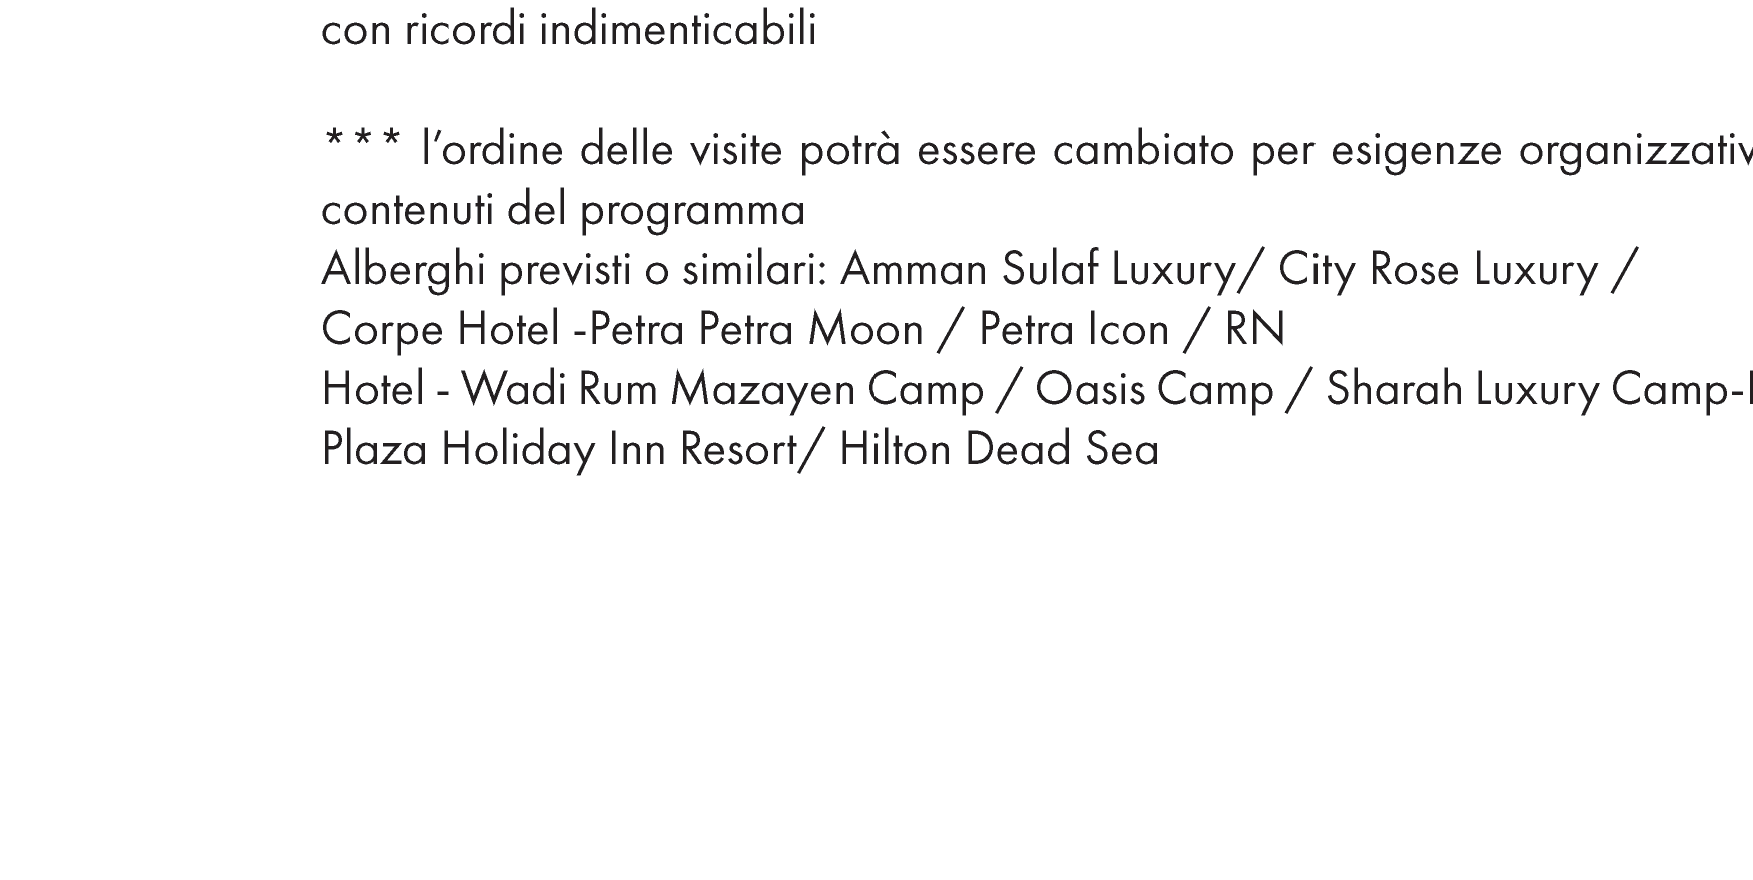 con ricordi indimenticabili
*** l’ordine delle visite potrà essere cambiato per esigenze
contenuti del programma
Alberghi previsti o similari: Amman Sulaf Luxury/ City Rose Luxury /
Corpe Hotel -Petra Petra Moon / Petra Icon / RN
Hotel - Wadi Rum Mazayen Camp / Oasis Camp / Sharah Luxury Camp-
Plaza Holiday Inn Resort/ Hilton Dead Sea